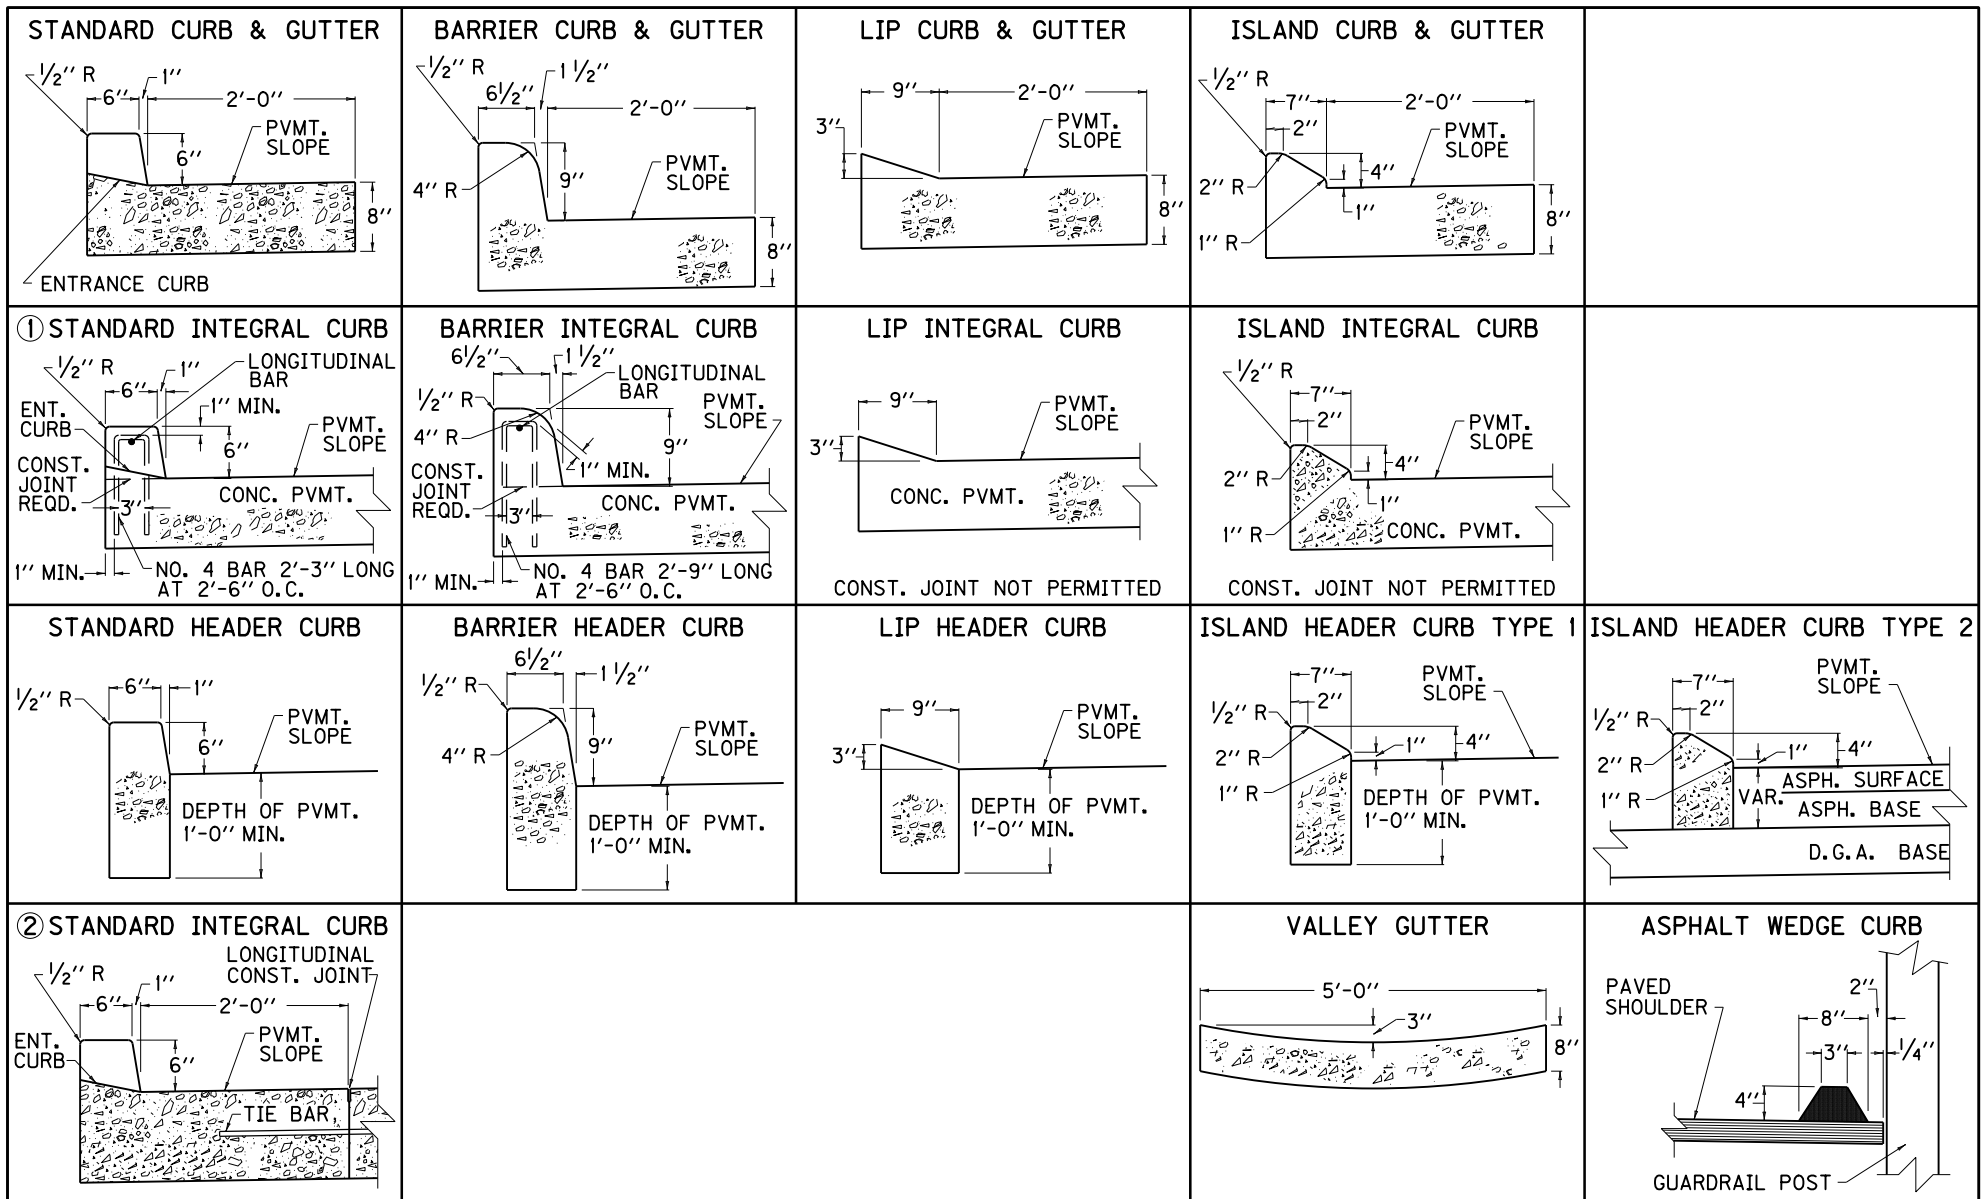 STANDARD CURB & GUTTER
1/2" R
1"
6"
2'-0"
PVMT.
SLOPE
6"
8"
ENTRANCE CURB
BARRIER CURB & GUTTER
1/2" R
1 1/2"
6 1/2"
2'-0"
PVMT.
SLOPE
4" R
9"
8"
LIP CURB & GUTTER
9"
2'-0"
3"
PVMT.
SLOPE
8"
ISLAND CURB & GUTTER
1/2" R
7"
2'-0"
2"
PVMT.
SLOPE
4"
2" R
1"
8"
1" R
① STANDARD INTEGRAL CURB
1/2" R
1"
LONGITUDINAL
BAR
6"
1" MIN.
ENT.
CURB
PVMT.
SLOPE
6"
CONST.
JOINT
REQD.
3"
CONC. PVMT.
1" MIN.
NO. 4 BAR 2'-3" LONG
AT 2'-6" O.C.
BARRIER INTEGRAL CURB
6 1/2"
1 1/2"
LONGITUDINAL
BAR
1/2" R
PVMT.
SLOPE
4" R
9"
1" MIN.
CONST.
JOINT
REQD.
3"
CONC. PVMT.
1" MIN.
NO. 4 BAR 2'-9" LONG
AT 2'-6" O.C.
LIP INTEGRAL CURB
9"
PVMT.
SLOPE
3"
CONC. PVMT.
CONST. JOINT NOT PERMITTED
ISLAND INTEGRAL CURB
1/2" R
7"
2"
PVMT.
SLOPE
4"
2" R
1"
1" R
CONC. PVMT.
CONST. JOINT NOT PERMITTED
STANDARD HEADER CURB
6"
1"
1/2" R
PVMT.
SLOPE
6"
DEPTH OF PVMT.
1'-0" MIN.
BARRIER HEADER CURB
6 1/2"
1 1/2"
1/2" R
PVMT.
SLOPE
4" R
9"
DEPTH OF PVMT.
1'-0" MIN.
LIP HEADER CURB
9"
PVMT.
SLOPE
3"
DEPTH OF PVMT.
1'-0" MIN.
ISLAND HEADER CURB TYPE 1
7"
PVMT.
SLOPE
2"
1/2" R
1"
4"
2" R
1" R
DEPTH OF PVMT.
1'-0" MIN.
ISLAND HEADER CURB TYPE 2
PVMT.
SLOPE
7"
2"
1/2" R
1"
4"
2" R
1" R
VAR.
ASPH. SURFACE
ASPH. BASE
D.G.A. BASE
② STANDARD INTEGRAL CURB
LONGITUDINAL
CONST. JOINT
1/2" R
1"
6"
2'-0"
ENT.
CURB
PVMT.
SLOPE
6"
TIE BAR
VALLEY GUTTER
5'-0"
3"
8"
ASPHALT WEDGE CURB
PAVED
SHOULDER
2"
8"
3"
1/4"
4"
GUARDRAIL POST